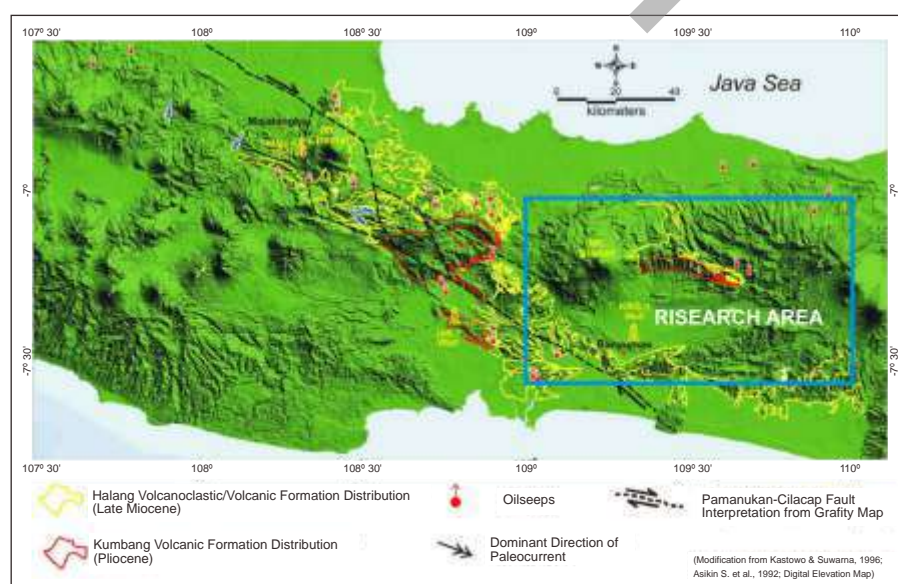 107º 30' 108º 108º 30' 109º 109º 30' 110º
Java Sea
0 20 40
kilometers
-7º -7º
RISEARCH AREA
-7º 30' -7º 30'
107º 30' 108º 108º 30' 109º 109º 30' 110º
Halang Volcanoclastic/Volcanic Formation Distribution
(Late Miocene)
Oilseeps
Pamanukan-Cilacap Fault
Interpretation from Grafity Map
Kumbang Volcanic Formation Distribution
(Pliocene)
Dominant Direction of
Paleocurrent
(Modification from Kastowo & Suwarna, 1996;
Asikin S. et al., 1992; Digital Elevation Map)